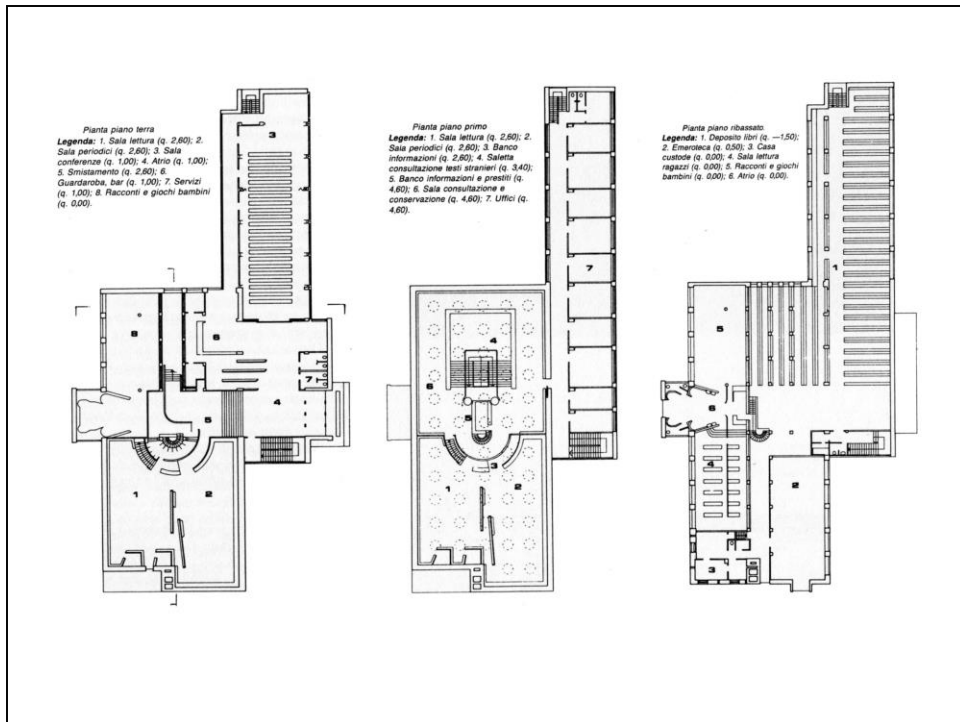 Pianta piano terra
Legenda: 1. Sala lettura (q. 2,60); 2.
Sala periodici (q. 2,60); 3. Sala
conferenze (q. 1,00); 4. Atrio (q. 1,00);
5. Smistamento (q. 2,60); 6.
Guardaroba, bar (q. 1,00); 7. Servizi
(q. 1,00); 8. Racconti e giochi bambini
(q. 0,00).
3
8
6
7
4
5
1
2
Pianta piano primo
Legenda: 1. Sala lettura (q. 2,60); 2.
Sala periodici (q. 2,60); 3. Banco
informazioni (q. 2,60); 4. Saletta
consultazione testi stranieri (q. 3,40);
5. Banco informazioni e prestiti (q.
4,60); 6. Sala consultazione e
conservazione (q. 4,60); 7. Uffici (q.
4,60).
7
4
6
5
3
1
2
Pianta piano ribassato
Legenda: 1. Deposito libri (q. —1,50);
2. Emeroteca (q. 0,50); 3. Casa
custode (q. 0,00); 4. Sala lettura
ragazzi (q. 0,00); 5. Racconti e giochi
bambini (q. 0,00); 6. Atrio (q. 0,00).
1
5
6
4
2
3